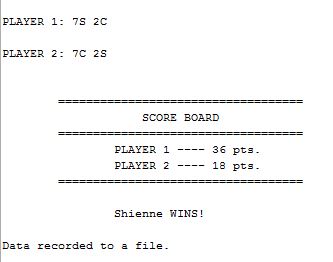 PLAYER 1: 7S 2C
PLAYER 2: 7C 2S
===================================
SCORE BOARD
===================================
PLAYER 1 ---- 36 pts.
PLAYER 2 ---- 18 pts.
===================================
Shienne WINS!
Data recorded to a file.